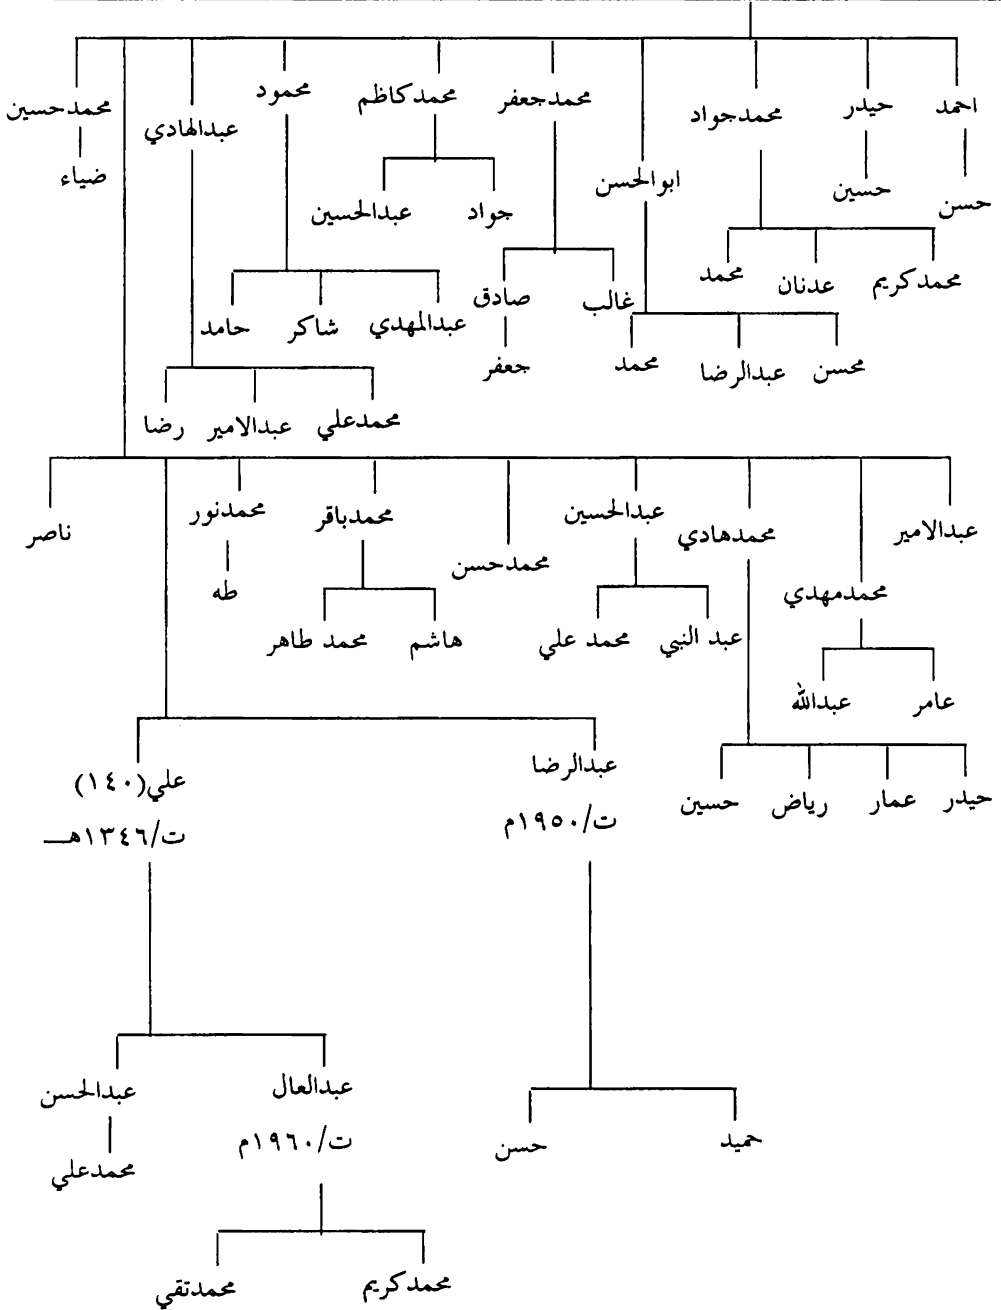 احمد
حيدر
محمدجواد
محمدجعفر
محمدكاظم
محمود
عبدالهادي
محمدحسين
حسن
حسين
ابوالحسن
ضياء
جواد
عبدالحسين
محمدكريم
عدنان
محمد
غالب
صادق
عبدالمهدي
شاكر
حامد
محسن
عبدالرضا
محمد
جعفر
محمدعلي
عبدالامير
رضا
عبدالامير
محمدمهدي
محمدهادي
عبدالحسين
محمدحسن
محمدباقر
محمدنور
ناصر
طه
عبد النبي
محمد علي
هاشم
محمد طاهر
عامر
عبدالله
حيدر
عمار
رياض
حسين
عبدالرضا
ت/١٩٥٠م
علي(١٤٠)
ت/١٣٤٦هـ
حميد
حسن
عبدالعال
ت/١٩٦٠م
عبدالحسن
محمدعلي
محمدكريم
محمدتقي